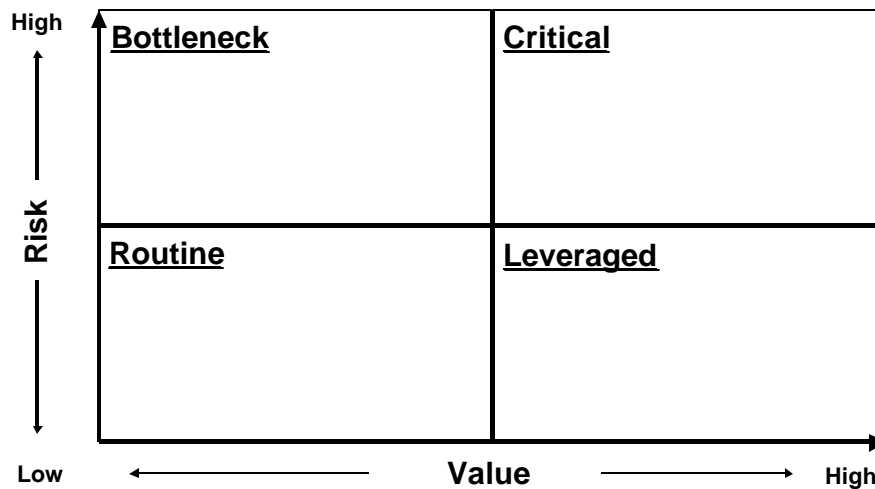 High
Bottleneck
Critical
Risk
Routine
Leveraged
Low
Value
High